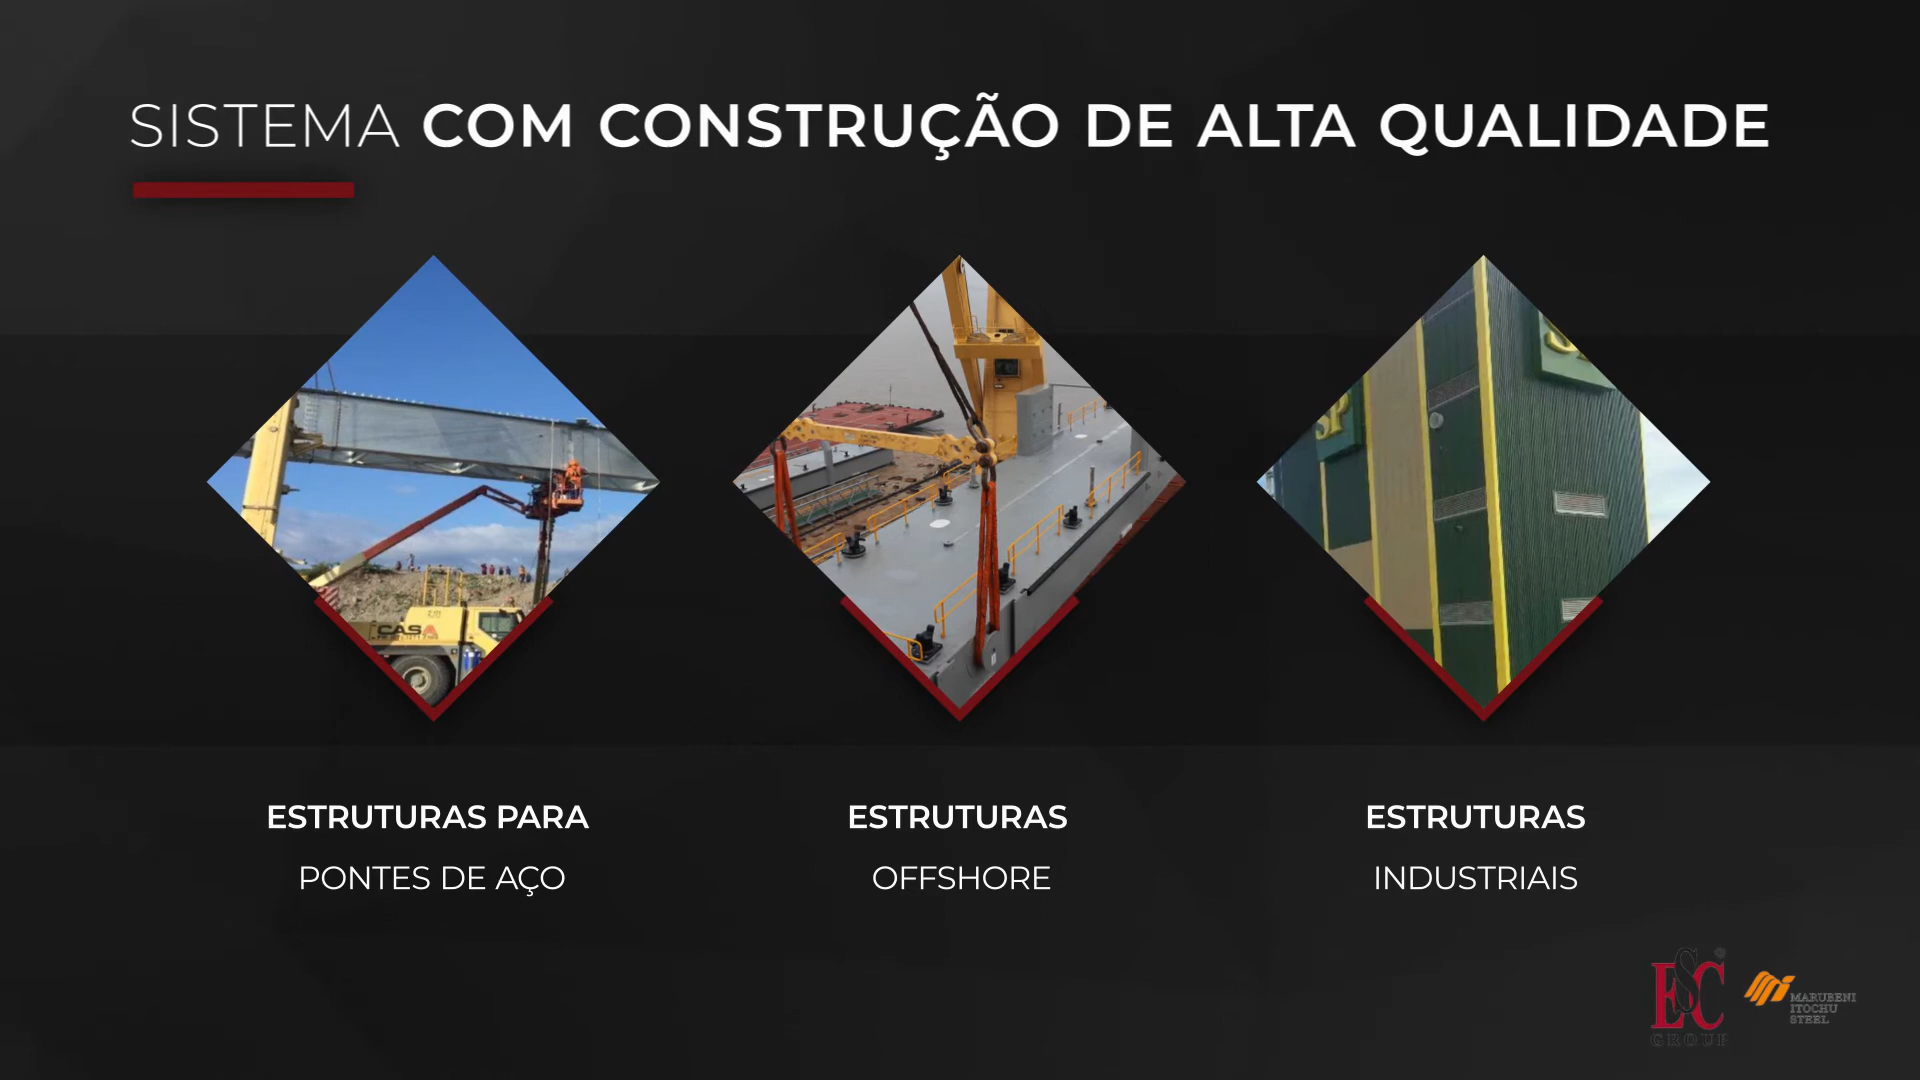 SISTEMA COM CONSTRUÇÃO DE ALTA QUALIDADE
SP
CASA
ESTRUTURAS PARA
PONTES DE AÇO
ESTRUTURAS
OFFSHORE
ESTRUTURAS
INDUSTRIAIS
ESC
GROUP
MARUBENI
ITOCHU
STEEL